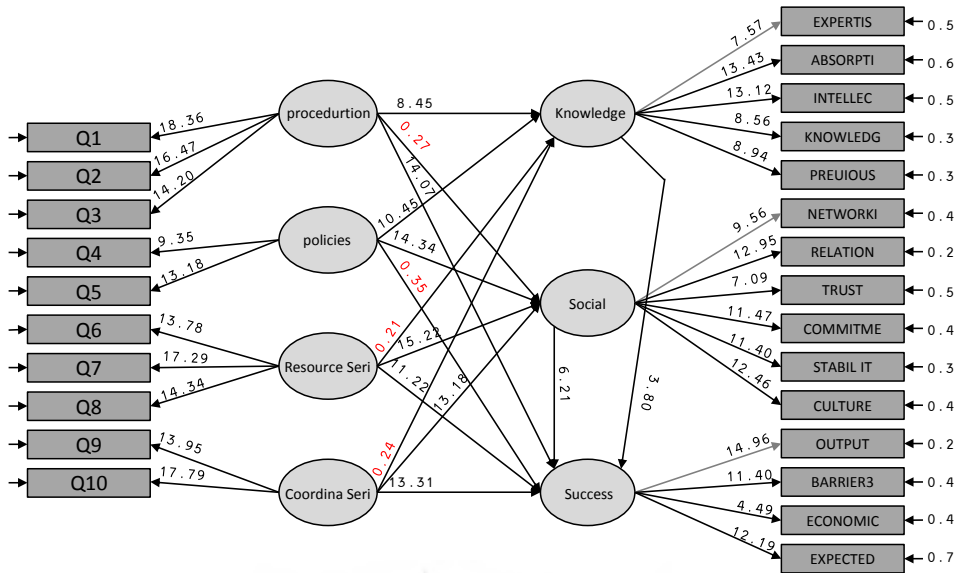 Q1
Q2
Q3
Q4
Q5
Q6
Q7
Q8
Q9
Q10
18.36
16.47
14.20
9.35
13.18
13.78
17.29
14.34
13.95
17.79
procedurtion
policies
Resource Seri
Coordina Seri
8.45
0.27
14.07
10.45
14.34
0.35
0.21
15.22
11.22
0.24
13.18
13.31
Knowledge
Social
Success
6.21
3.80
7.57
13.43
13.12
8.56
8.94
9.56
12.95
7.09
11.47
11.40
12.46
14.96
11.40
4.49
12.19
EXPERTIS 0.5
ABSORPTI 0.6
INTELLEC 0.5
KNOWLEDG 0.3
PREUIOUS 0.3
NETWORKI 0.4
RELATION 0.2
TRUST 0.5
COMMITME 0.4
STABIL IT 0.3
CULTURE 0.4
OUTPUT 0.2
BARRIER3 0.4
ECONOMIC 0.4
EXPECTED 0.7